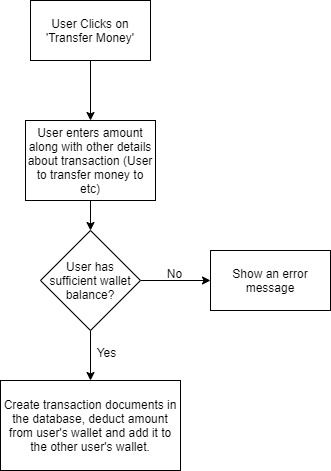 User Clicks on
'Transfer Money'
User enters amount
along with other details
about transaction (User
to transfer money to
etc)
User has
sufficient wallet
balance?
No
Show an error
message
Yes
Create transaction documents in
the database, deduct amount
from user's wallet and add it to
the other user's wallet.